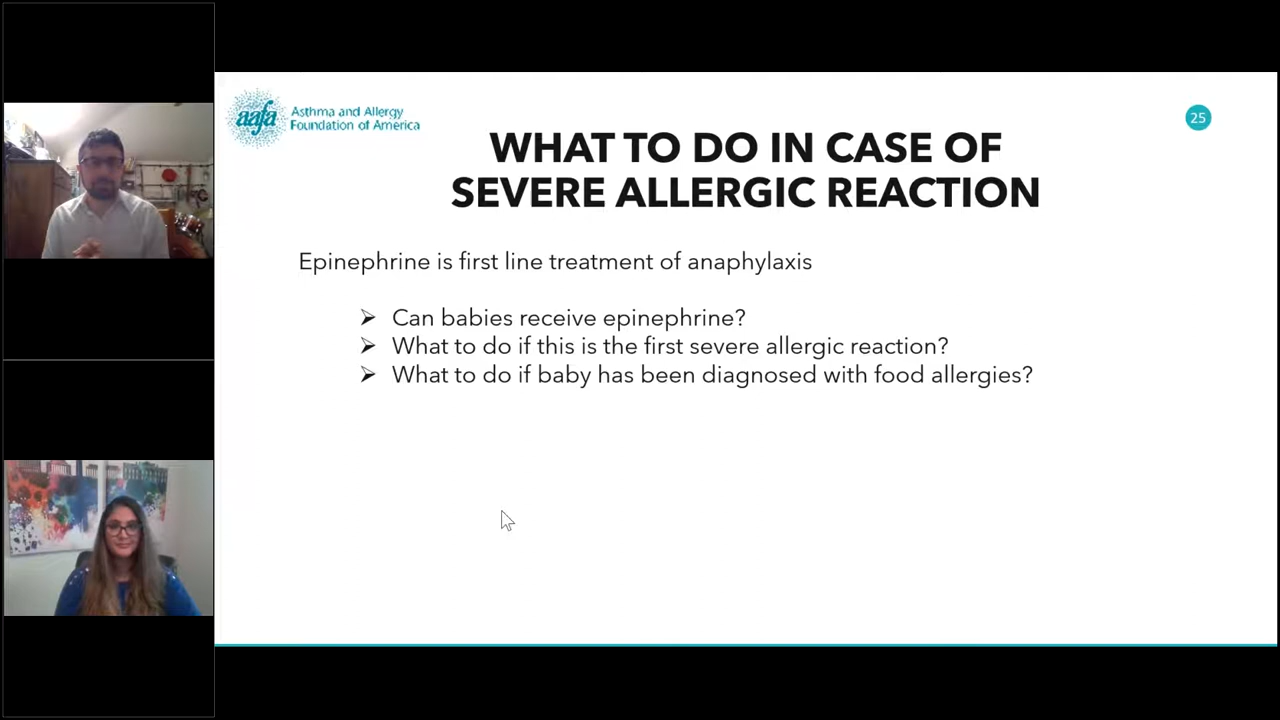 aafa
Asthma and Allergy
Foundation of America
25
WHAT TO DO IN CASE OF
SEVERE ALLERGIC REACTION
Epinephrine is first line treatment of anaphylaxis
➢ Can babies receive epinephrine?
➢ What to do if this is the first severe allergic reaction?
➢ What to do if baby has been diagnosed with food allergies?